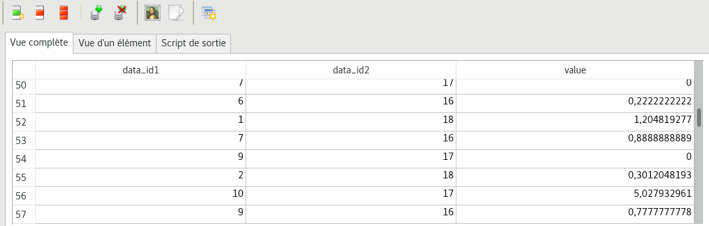 Vue complète Vue d'un élément Script de sortie
data_id1 data_id2 value
50 7 17 0
51 6 16 0,2222222222
52 1 18 1,204819277
53 7 16 0,8888888889
54 9 17 0
55 2 18 0,3012048193
56 10 17 5,027932961
57 9 16 0,7777777778